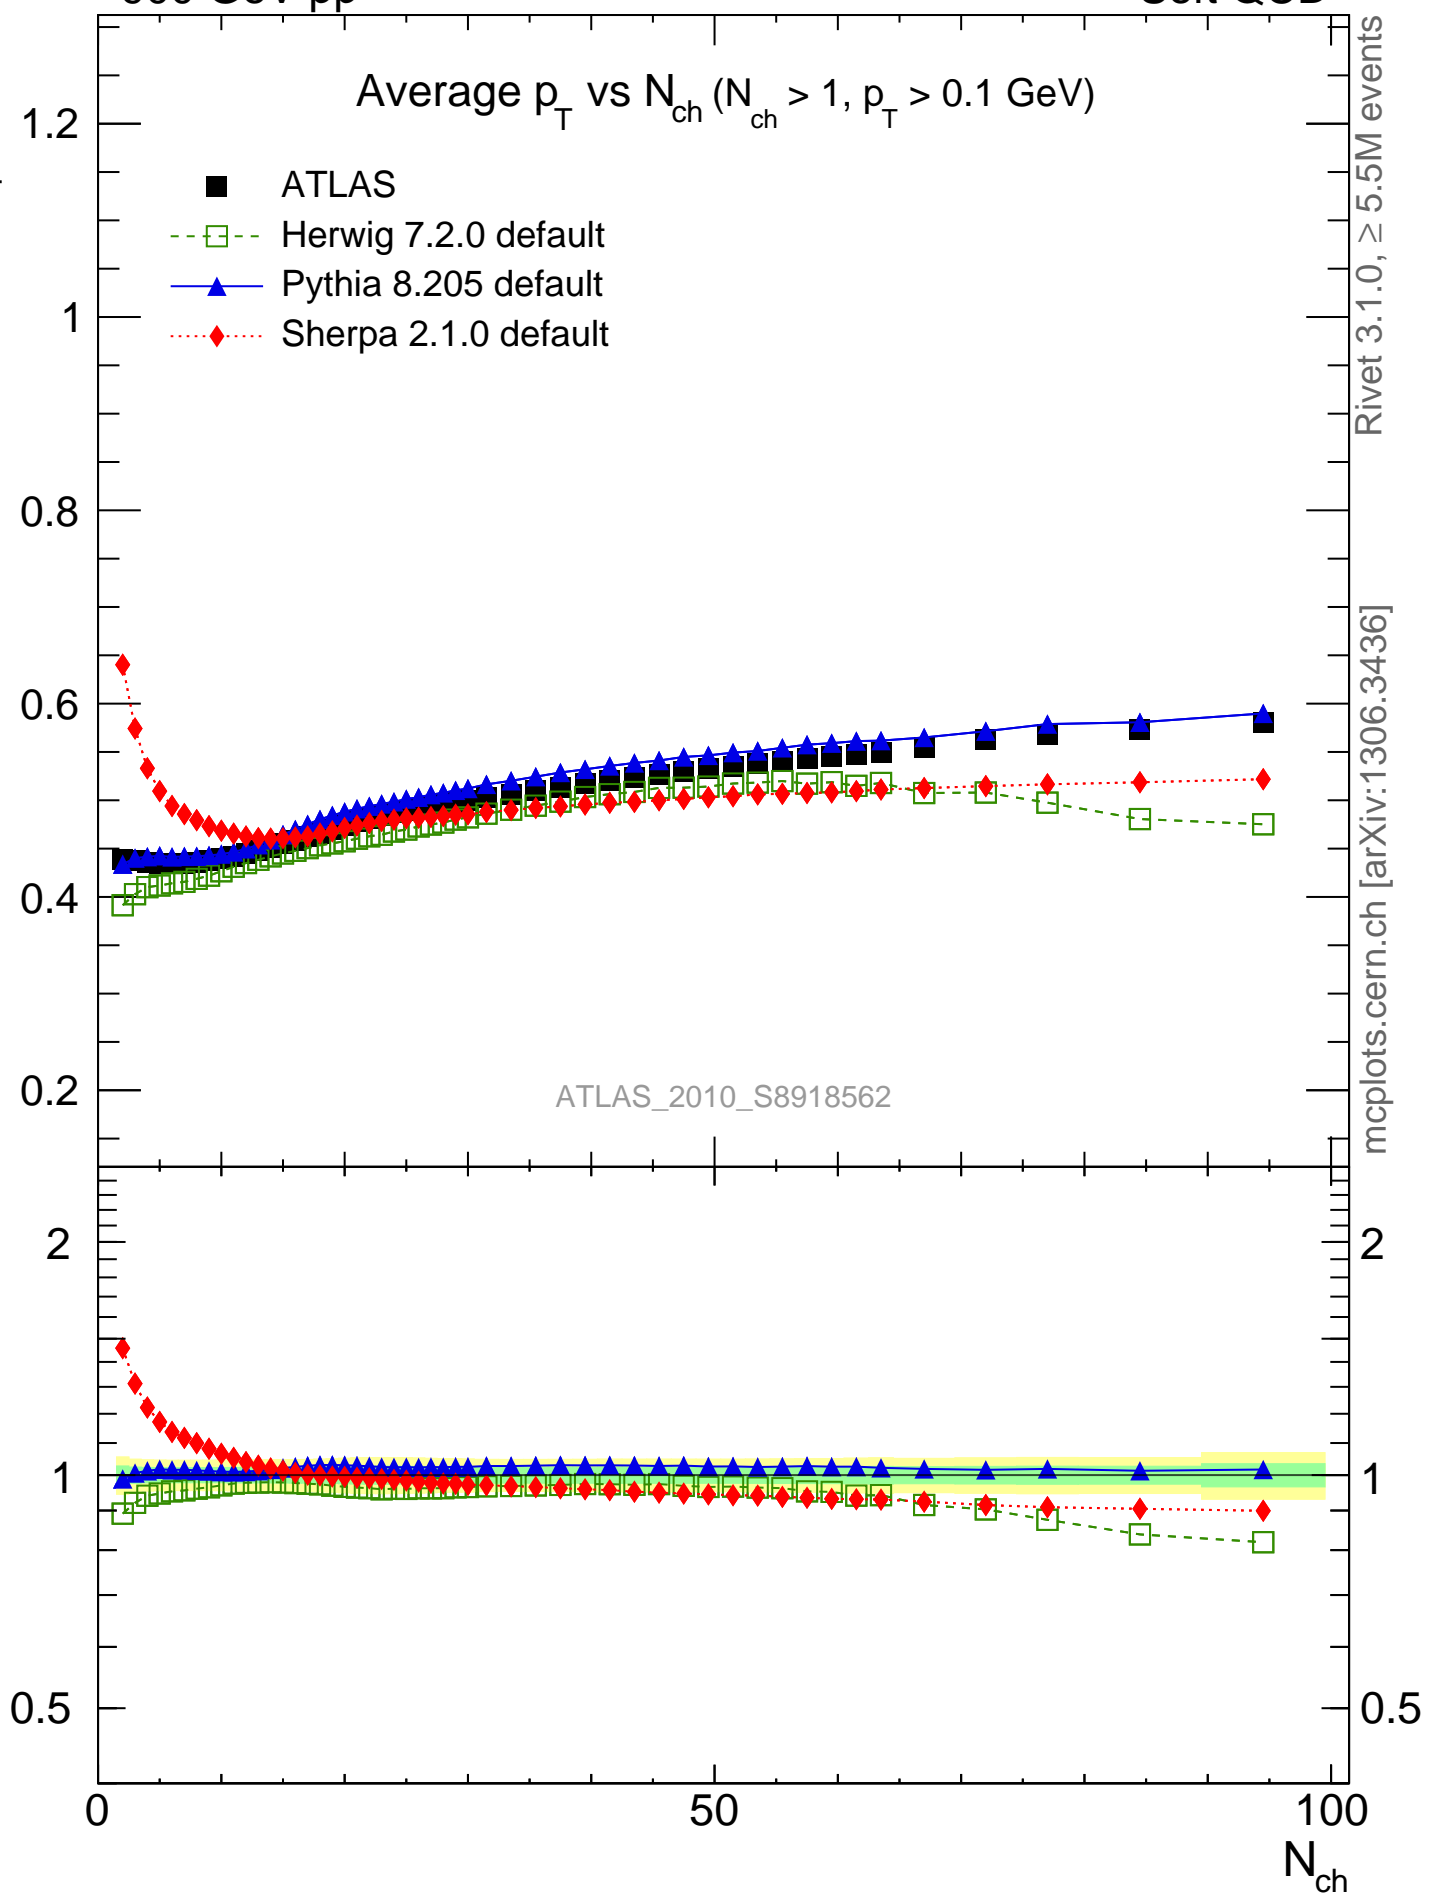 Average p_T vs N_ch (N_ch > 1, p_T > 0.1 GeV)
ATLAS
Herwig 7.2.0 default
Pythia 8.205 default
Sherpa 2.1.0 default
1.2
1
0.8
0.6
0.4
0.2
ATLAS_2010_S8918562
Rivet 3.1.0, ≥ 5.5M events
mcplots.cern.ch [arXiv:1306.3436]
2
2
1
1
0.5
0.5
0
50
100
N_ch